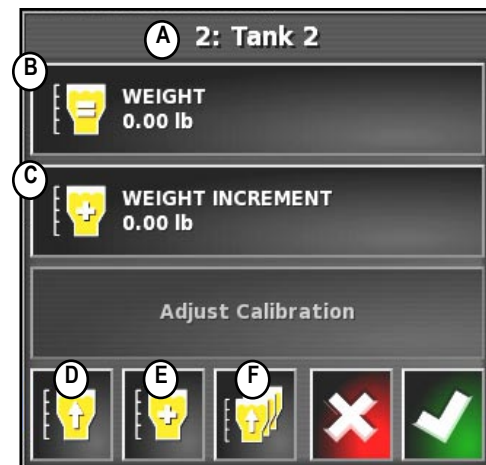 A 2: Tank 2
B
WEIGHT
0.00 lb
C
WEIGHT INCREMENT
0.00 lb
Adjust Calibration
D E F